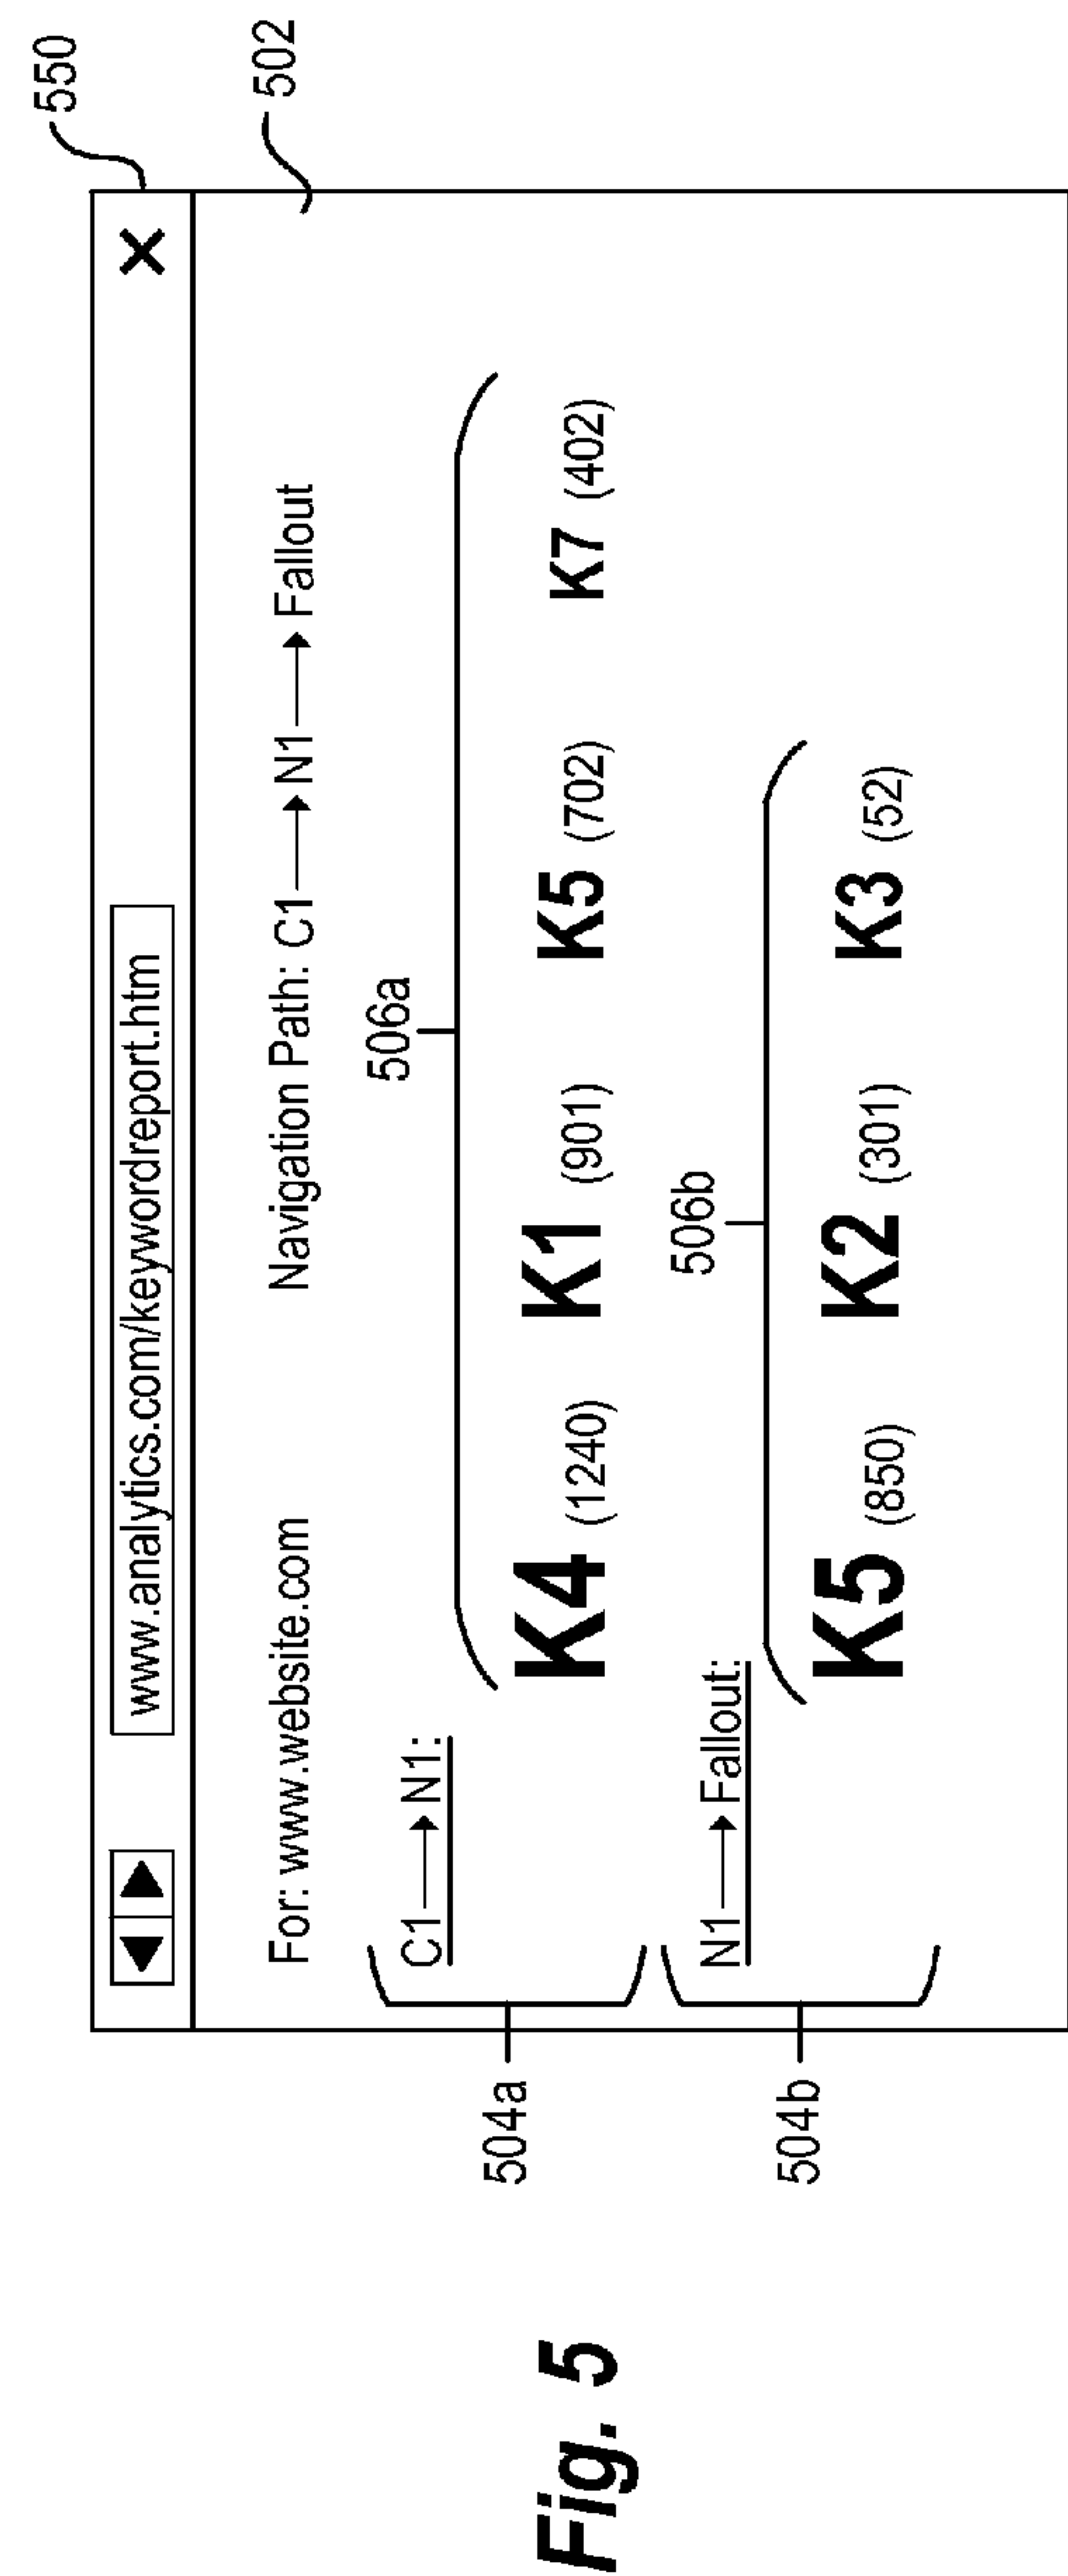 550
www.analytics.com/keywordreport.htm
×
502
For: www.website.com Navigation Path: C1→N1→Fallout
506a
C1→N1:
504a
K4 (1240) K1 (901) K5 (702) K7 (402)
506b
N1→Fallout:
504b
K5 (850) K2 (301) K3 (52)
Fig. 5